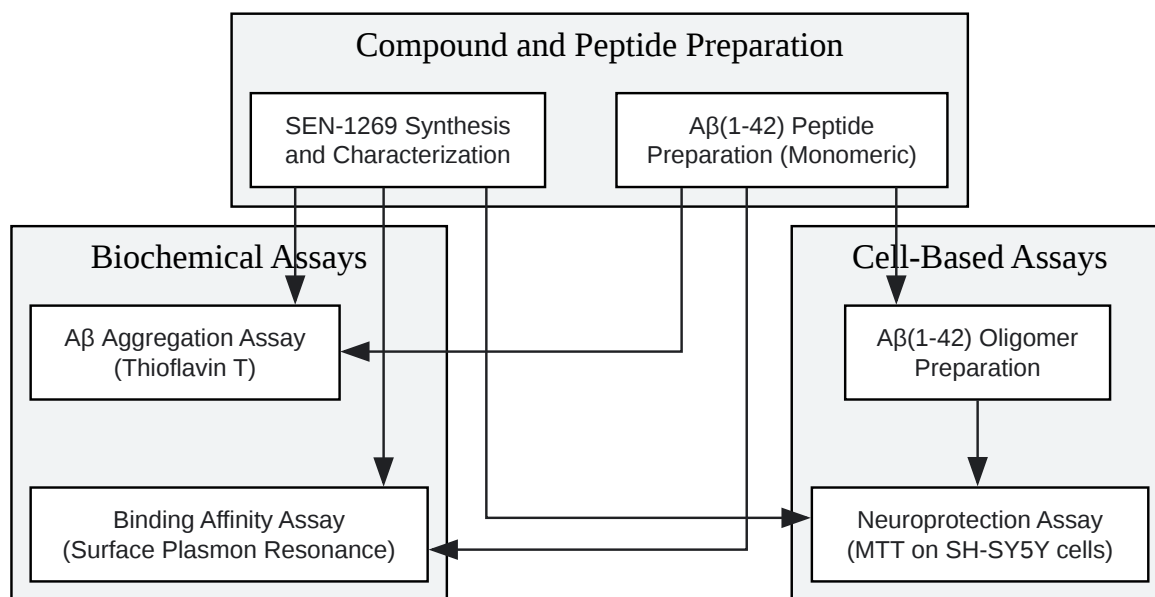 Compound and Peptide Preparation
SEN-1269 Synthesis
and Characterization
Aβ(1-42) Peptide
Preparation (Monomeric)
Biochemical Assays
Aβ Aggregation Assay
(Thioflavin T)
Binding Affinity Assay
(Surface Plasmon Resonance)
Cell-Based Assays
Aβ(1-42) Oligomer
Preparation
Neuroprotection Assay
(MTT on SH-SY5Y cells)